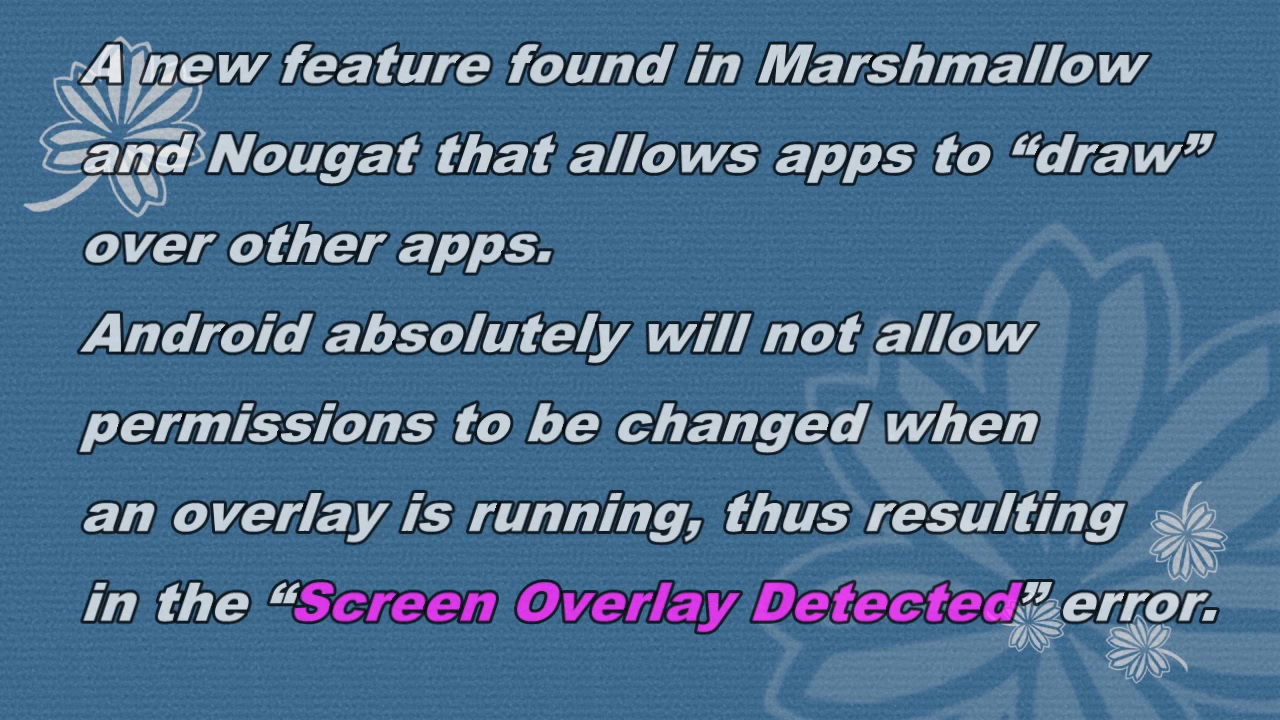 A new feature found in Marshmallow
and Nougat that allows apps to “draw”
over other apps.
Android absolutely will not allow
permissions to be changed when
an overlay is running, thus resulting
in the “Screen Overlay Detected” error.